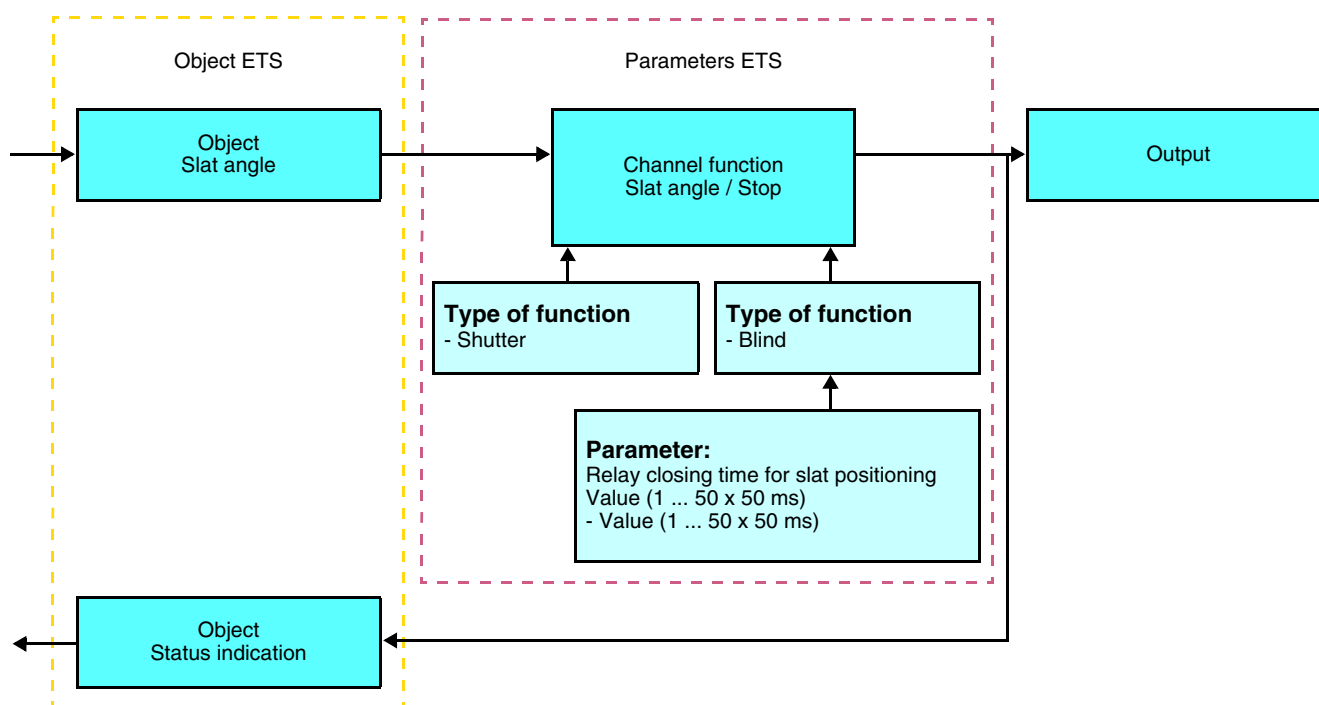 Object ETS
Parameters ETS
Object
Slat angle
Channel function
Slat angle / Stop
Output
Type of function
- Shutter
Type of function
- Blind
Parameter:
Relay closing time for slat positioning
Value (1 ... 50 x 50 ms)
- Value (1 ... 50 x 50 ms)
Object
Status indication